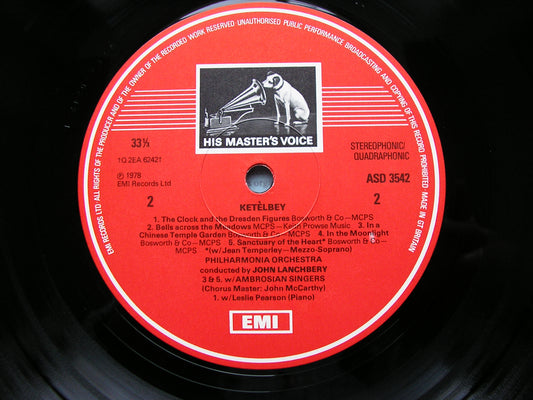 EMI RECORDS LTD ALL RIGHTS OF THE PRODUCER AND OF THE OWNER OF THE RECORDED WORK RESERVED UNAUTHORISED PUBLIC PERFORMANCE BROADCASTING AND COPYING OF THIS RECORD PROHIBITED MADE IN GT BRITAIN
HIS MASTER'S VOICE
33⅓
STEREOPHONIC/
QUADRAPHONIC
1Q 2EA 62421
℗ 1978
EMI Records Ltd
ASD 3542
2
2
KETÈLBEY
1. The Clock and the Dresden Figures Bosworth & Co—MCPS
2. Bells across the Meadows MCPS—Keith Prowse Music 3. In a
Chinese Temple Garden Bosworth & Co—MCPS 4. In the Moonlight
Bosworth & Co—MCPS 5. Sanctuary of the Heart* Bosworth & Co—
MCPS *(w/Jean Temperley—Mezzo-Soprano)
PHILHARMONIA ORCHESTRA
conducted by JOHN LANCHBERY
3 & 5, w/AMBROSIAN SINGERS
(Chorus Master: John McCarthy)
1. w/Leslie Pearson (Piano)
EMI